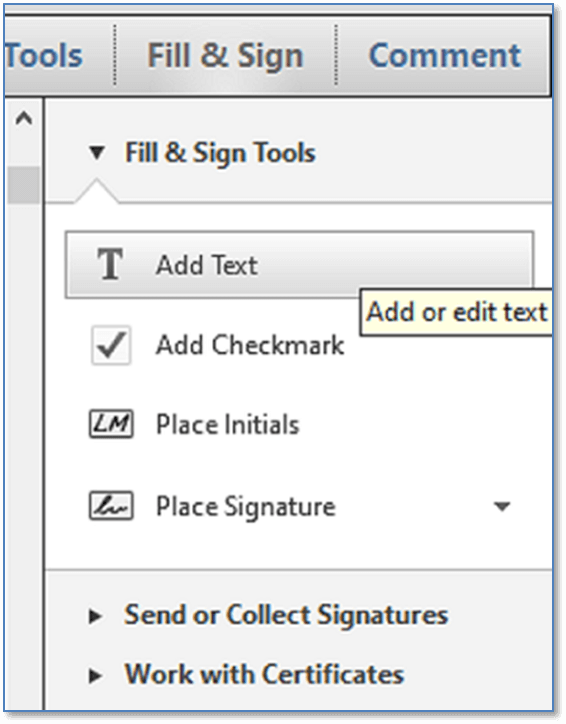 Tools Fill & Sign Comment
Fill & Sign Tools
T Add Text
Add or edit text
Add Checkmark
LM Place Initials
Place Signature
Send or Collect Signatures
Work with Certificates